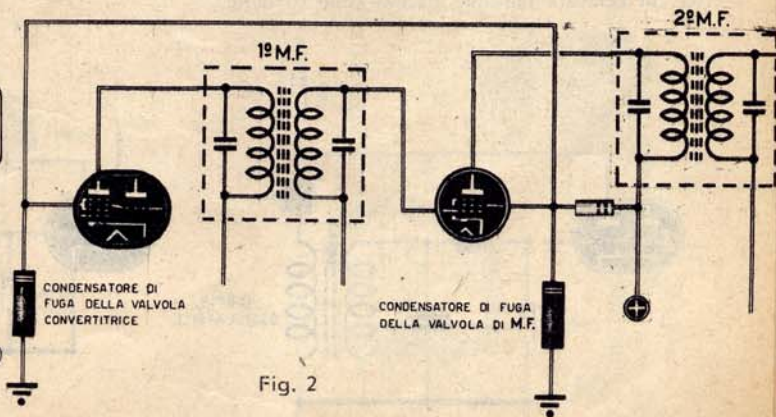 1º M.F.
2º M.F.
CONDENSATORE DI
FUGA DELLA VALVOLA
CONVERTITRICE
CONDENSATORE DI FUGA
DELLA VALVOLA DI M.F.
Fig. 2